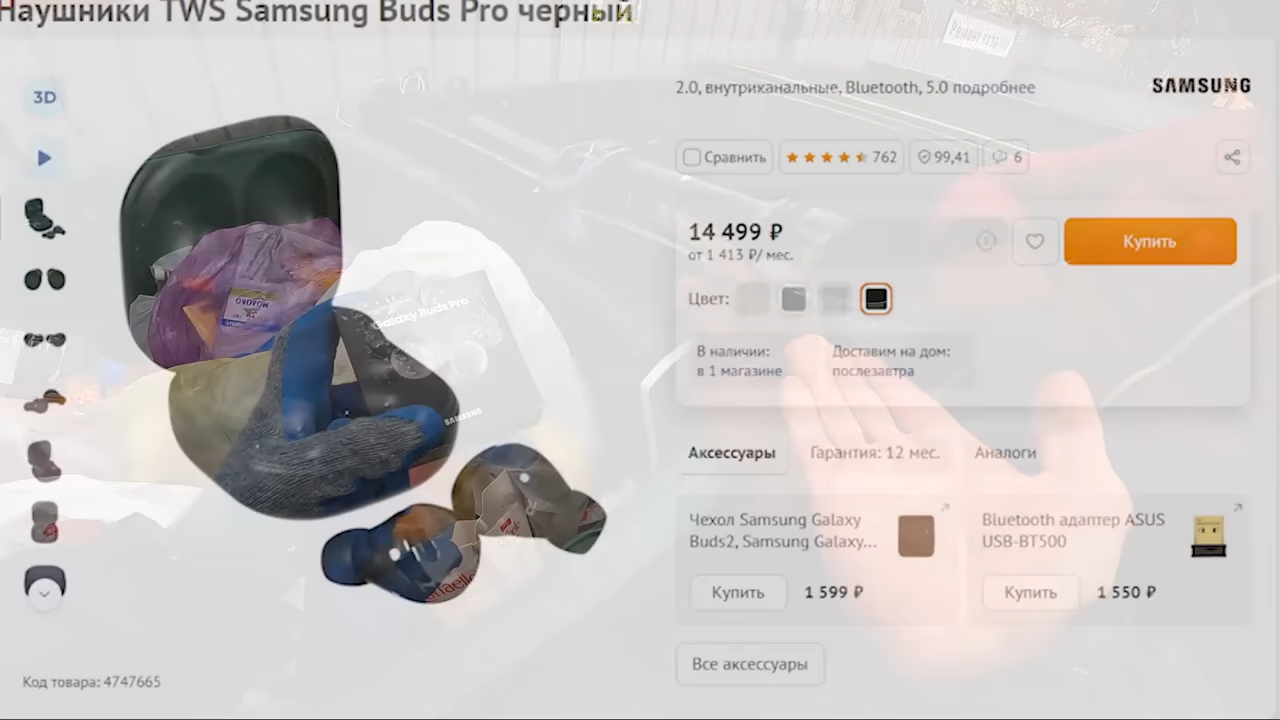 Наушники TWS Samsung Buds Pro черный
3D
2.0, внутриканальные, Bluetooth, 5.0 подробнее
SAMSUNG
Сравнить
762
99,41
6
14 499 ₽
от 1 413 ₽/ мес.
Купить
Цвет:
В наличии:
в 1 магазине
Доставим на дом:
послезавтра
МОЛОКО
Galaxy Buds Pro
SAMSUNG
Аксессуары
Гарантия: 12 мес.
Аналоги
Чехол Samsung Galaxy
Buds2, Samsung Galaxy...
Купить
1 599 ₽
Bluetooth адаптер ASUS
USB-BT500
Купить
1 550 ₽
Все аксессуары
Код товара: 4747665